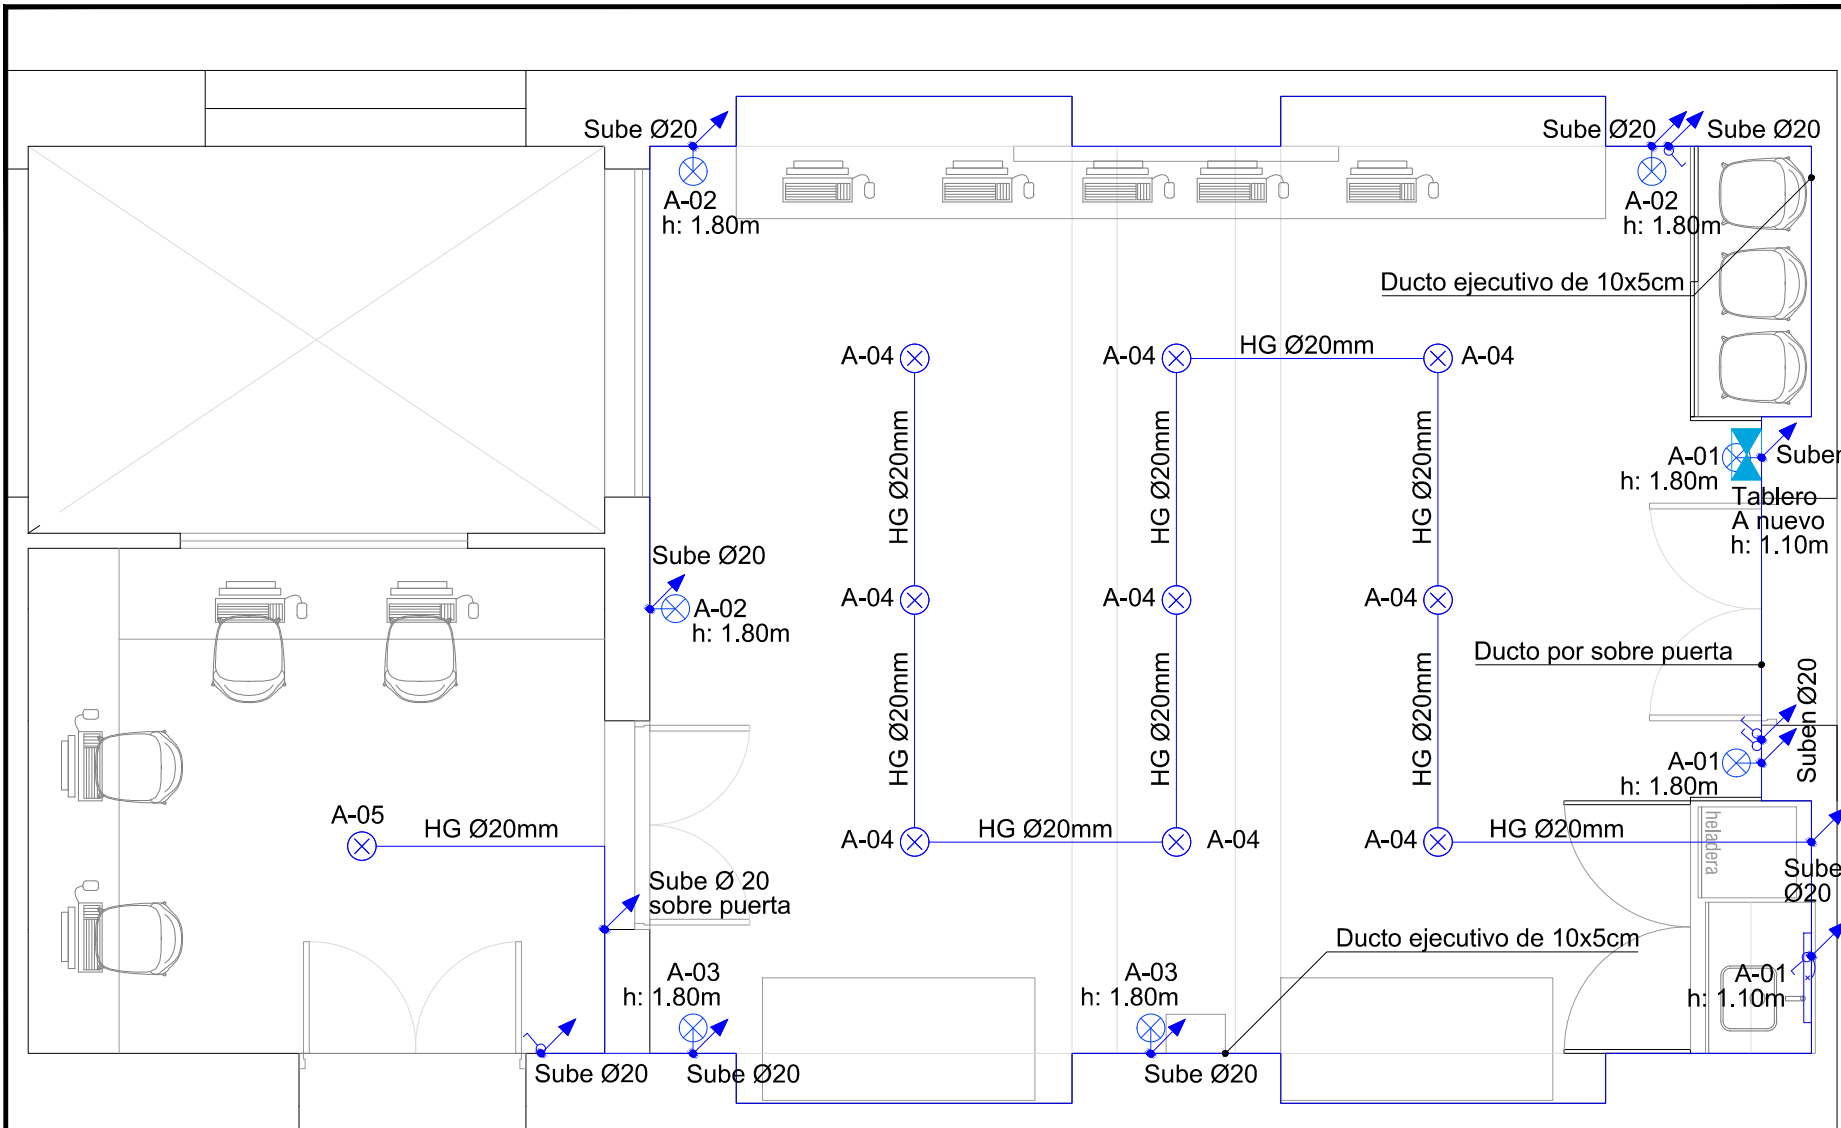 Sube Ø20
A-02
h: 1.80m
Sube Ø20
Sube Ø20
A-02
h: 1.80m
Ducto ejecutivo de 10x5cm
A-04
A-04
HG Ø20mm
A-04
HG Ø20mm
HG Ø20mm
HG Ø20mm
A-01
h: 1.80m
Suben
Tablero
A nuevo
h: 1.10m
Sube Ø20
A-02
h: 1.80m
A-04
A-04
A-04
Ducto por sobre puerta
HG Ø20mm
HG Ø20mm
HG Ø20mm
Suben Ø20
A-01
h: 1.80m
A-05
HG Ø20mm
A-04
HG Ø20mm
A-04
A-04
HG Ø20mm
heladera
Sube
Ø20
Sube Ø 20
sobre puerta
Ducto ejecutivo de 10x5cm
A-03
h: 1.80m
A-03
h: 1.80m
A-01
h: 1.10m
Sube Ø20
Sube Ø20
Sube Ø20